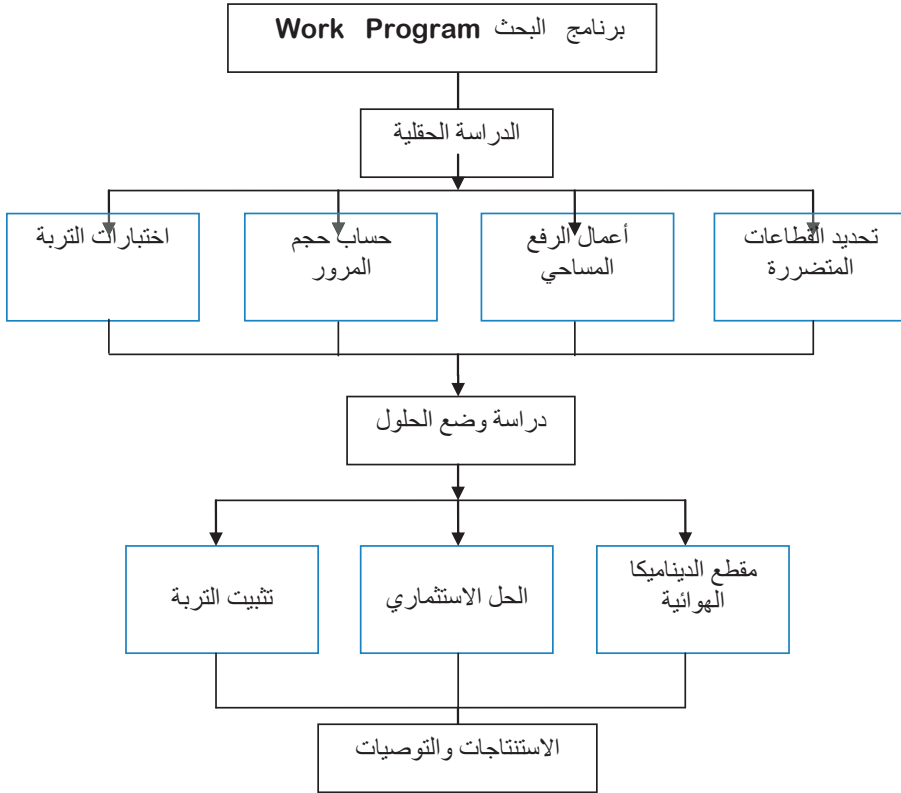 برنامج البحث Work Program
الدراسة الحقلية
تحديد القطاعات
المتضررة
أعمال الرفع
المساحي
حساب حجم
المرور
اختبارات التربة
دراسة وضع الحلول
مقطع الديناميكا
الهوائية
الحل الاستثماري
تثبيت التربة
الاستنتاجات والتوصيات